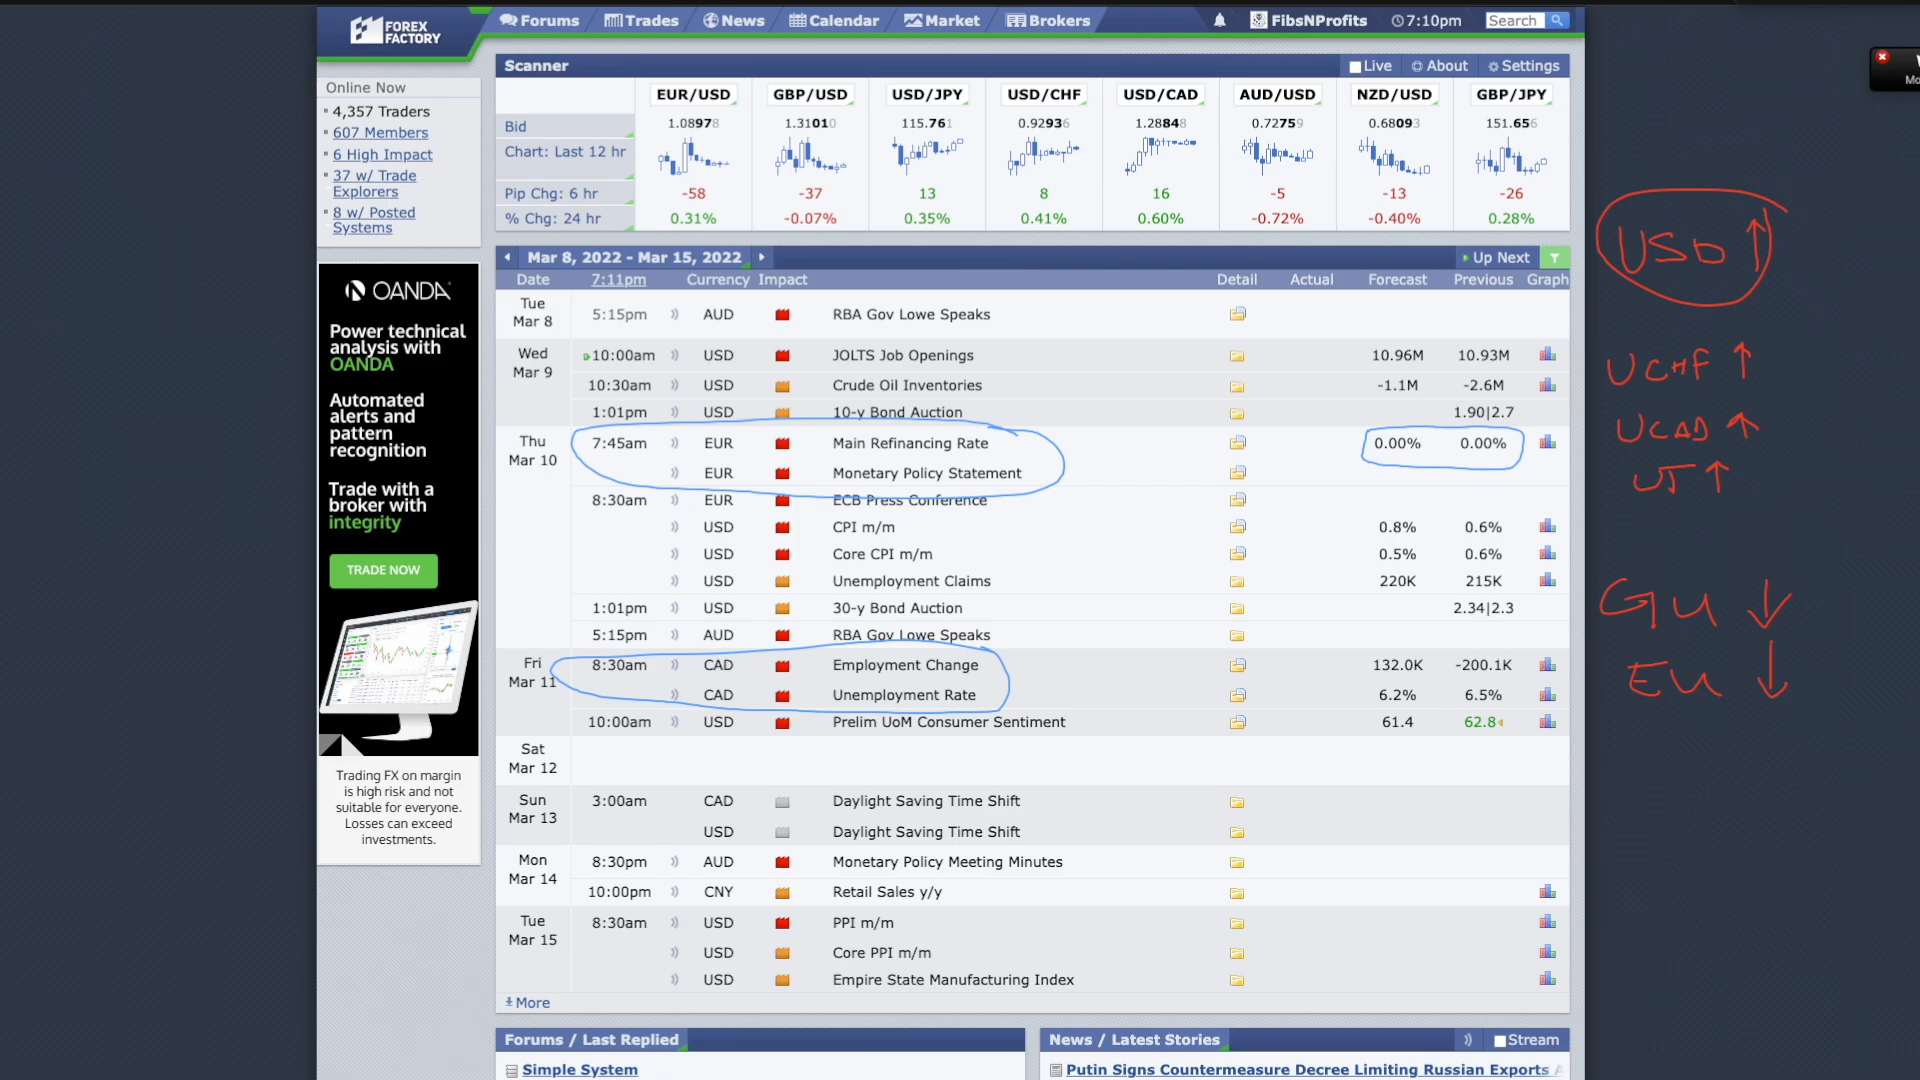 FOREX
FACTORY
Forums Trades News Calendar Market Brokers FibsNProfits 7:10pm Search
Online Now
4,357 Traders
607 Members
6 High Impact
37 w/ Trade
Explorers
8 w/ Posted
Systems
OANDA
Power technical
analysis with
OANDA
Automated
alerts and
pattern
recognition
Trade with a
broker with
integrity
TRADE NOW
Trading FX on margin
is high risk and not
suitable for everyone.
Losses can exceed
investments.
Scanner Live About Settings
EUR/USD GBP/USD USD/JPY USD/CHF USD/CAD AUD/USD NZD/USD GBP/JPY
Bid 1.08978 1.31010 115.761 0.92936 1.28848 0.72759 0.68093 151.656
Chart: Last 12 hr
Pip Chg: 6 hr -58 -37 13 8 16 -5 -13 -26
% Chg: 24 hr 0.31% -0.07% 0.35% 0.41% 0.60% -0.72% -0.40% 0.28%
Mar 8, 2022 - Mar 15, 2022 Up Next
Date 7:11pm Currency Impact Detail Actual Forecast Previous Graph
Tue
Mar 8
5:15pm AUD RBA Gov Lowe Speaks
Wed
Mar 9
10:00am USD JOLTS Job Openings 10.96M 10.93M
10:30am USD Crude Oil Inventories -1.1M -2.6M
1:01pm USD 10-y Bond Auction 1.90|2.7
Thu
Mar 10
7:45am EUR Main Refinancing Rate 0.00% 0.00%
EUR Monetary Policy Statement
8:30am EUR ECB Press Conference
USD CPI m/m 0.8% 0.6%
USD Core CPI m/m 0.5% 0.6%
USD Unemployment Claims 220K 215K
1:01pm USD 30-y Bond Auction 2.34|2.3
5:15pm AUD RBA Gov Lowe Speaks
Fri
Mar 11
8:30am CAD Employment Change 132.0K -200.1K
CAD Unemployment Rate 6.2% 6.5%
10:00am USD Prelim UoM Consumer Sentiment 61.4 62.8
Sat
Mar 12
Sun
Mar 13
3:00am CAD Daylight Saving Time Shift
USD Daylight Saving Time Shift
Mon
Mar 14
8:30pm AUD Monetary Policy Meeting Minutes
10:00pm CNY Retail Sales y/y
Tue
Mar 15
8:30am USD PPI m/m
USD Core PPI m/m
USD Empire State Manufacturing Index
More
Forums / Last Replied
Simple System
News / Latest Stories Stream
Putin Signs Countermeasure Decree Limiting Russian Exports
USD ↑
UCHF ↑
UCAD ↑
UJ ↑
GU ↓
EU ↓